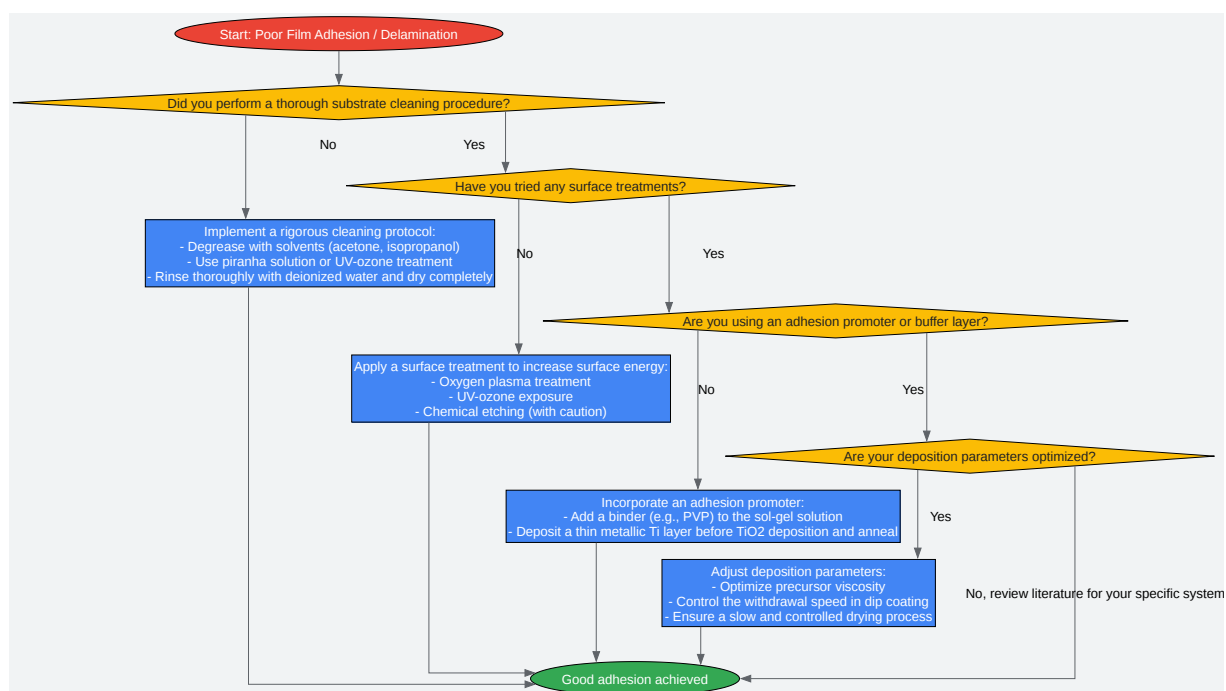 Start: Poor Film Adhesion / Delamination
Did you perform a thorough substrate cleaning procedure?
No
Yes
Have you tried any surface treatments?
Implement a rigorous cleaning protocol:
- Degrease with solvents (acetone, isopropanol)
- Use piranha solution or UV-ozone treatment
- Rinse thoroughly with deionized water and dry completely
No
Yes
Are you using an adhesion promoter or buffer layer?
Apply a surface treatment to increase surface energy:
- Oxygen plasma treatment
- UV-ozone exposure
- Chemical etching (with caution)
No
Yes
Are your deposition parameters optimized?
Incorporate an adhesion promoter:
- Add a binder (e.g., PVP) to the sol-gel solution
- Deposit a thin metallic Ti layer before TiO2 deposition and anneal
Yes
Adjust deposition parameters:
- Optimize precursor viscosity
- Control the withdrawal speed in dip coating
- Ensure a slow and controlled drying process
No, review literature for your specific system
Good adhesion achieved